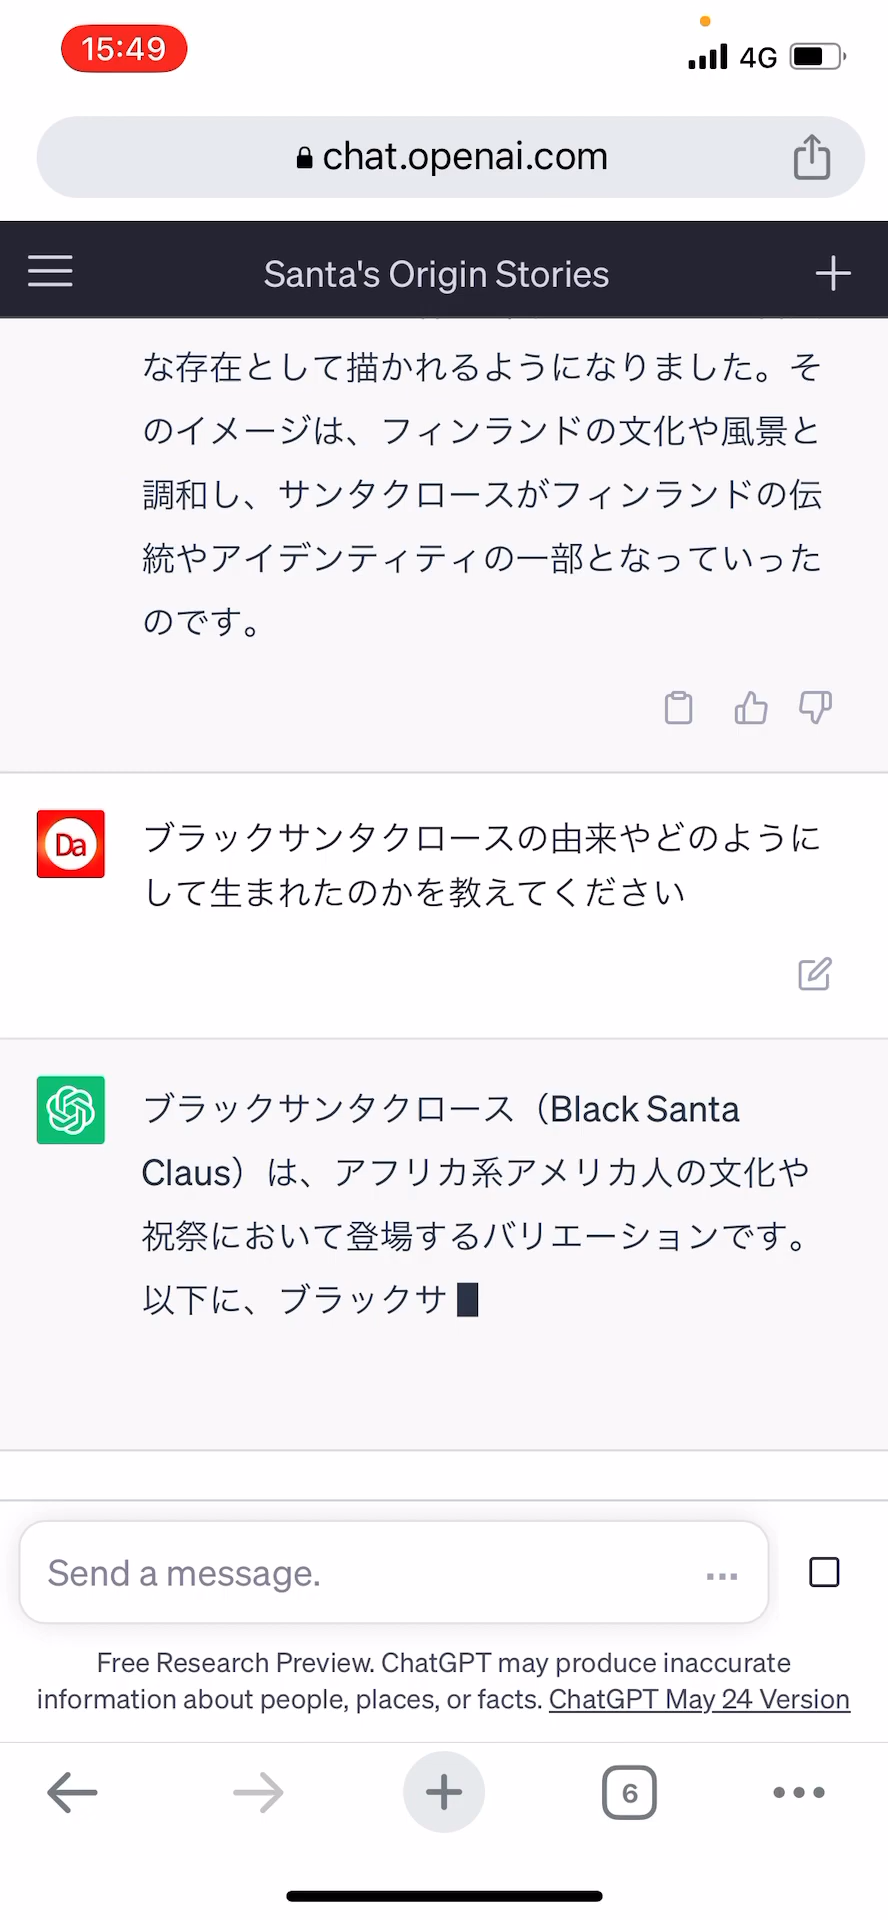 15:49
4G
chat.openai.com
Santa's Origin Stories
な存在として描かれるようになりました。そ
のイメージは、フィンランドの文化や風景と
調和し、サンタクロースがフィンランドの伝
統やアイデンティティの一部となっていった
のです。
Da
ブラックサンタクロースの由来やどのように
して生まれたのかを教えてください
ブラックサンタクロース（Black Santa
Claus）は、アフリカ系アメリカ人の文化や
祝祭において登場するバリエーションです。
以下に、ブラックサ
Send a message.
Free Research Preview. ChatGPT may produce inaccurate
information about people, places, or facts. ChatGPT May 24 Version
6